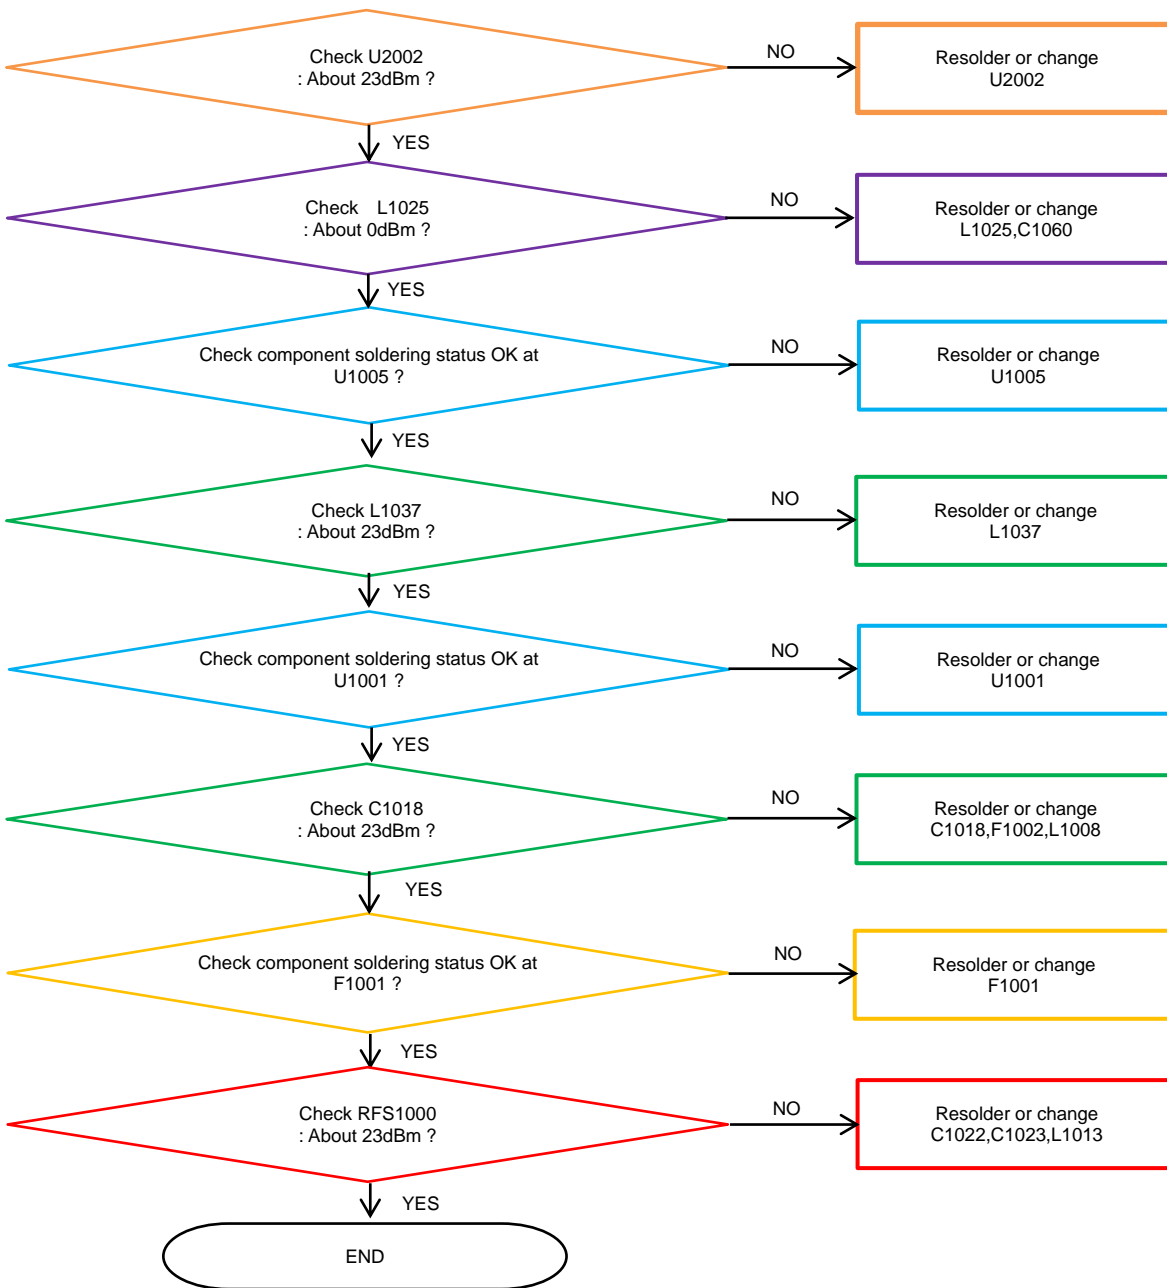 Check U2002
: About 23dBm ?
NO
Resolder or change
U2002
YES
Check    L1025
: About 0dBm ?
NO
Resolder or change
L1025,C1060
YES
Check component soldering status OK at
U1005 ?
NO
Resolder or change
U1005
YES
Check L1037
: About 23dBm ?
NO
Resolder or change
L1037
YES
Check component soldering status OK at
U1001 ?
NO
Resolder or change
U1001
YES
Check C1018
: About 23dBm ?
NO
Resolder or change
C1018,F1002,L1008
YES
Check component soldering status OK at
F1001 ?
NO
Resolder or change
F1001
YES
Check RFS1000
: About 23dBm ?
NO
Resolder or change
C1022,C1023,L1013
YES
END